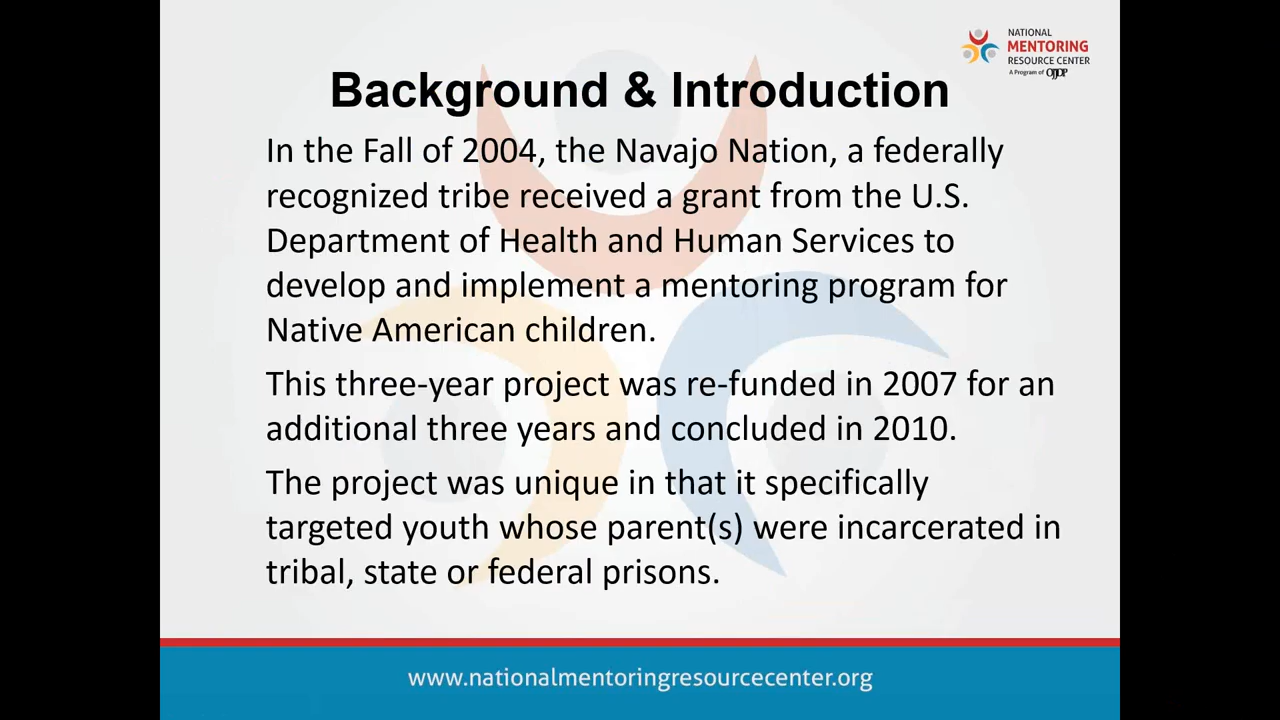 NATIONAL
MENTORING
RESOURCE CENTER
A Program of OJJDP
Background & Introduction
In the Fall of 2004, the Navajo Nation, a federally
recognized tribe received a grant from the U.S.
Department of Health and Human Services to
develop and implement a mentoring program for
Native American children.
This three-year project was re-funded in 2007 for an
additional three years and concluded in 2010.
The project was unique in that it specifically
targeted youth whose parent(s) were incarcerated in
tribal, state or federal prisons.
www.nationalmentoringresourcecenter.org